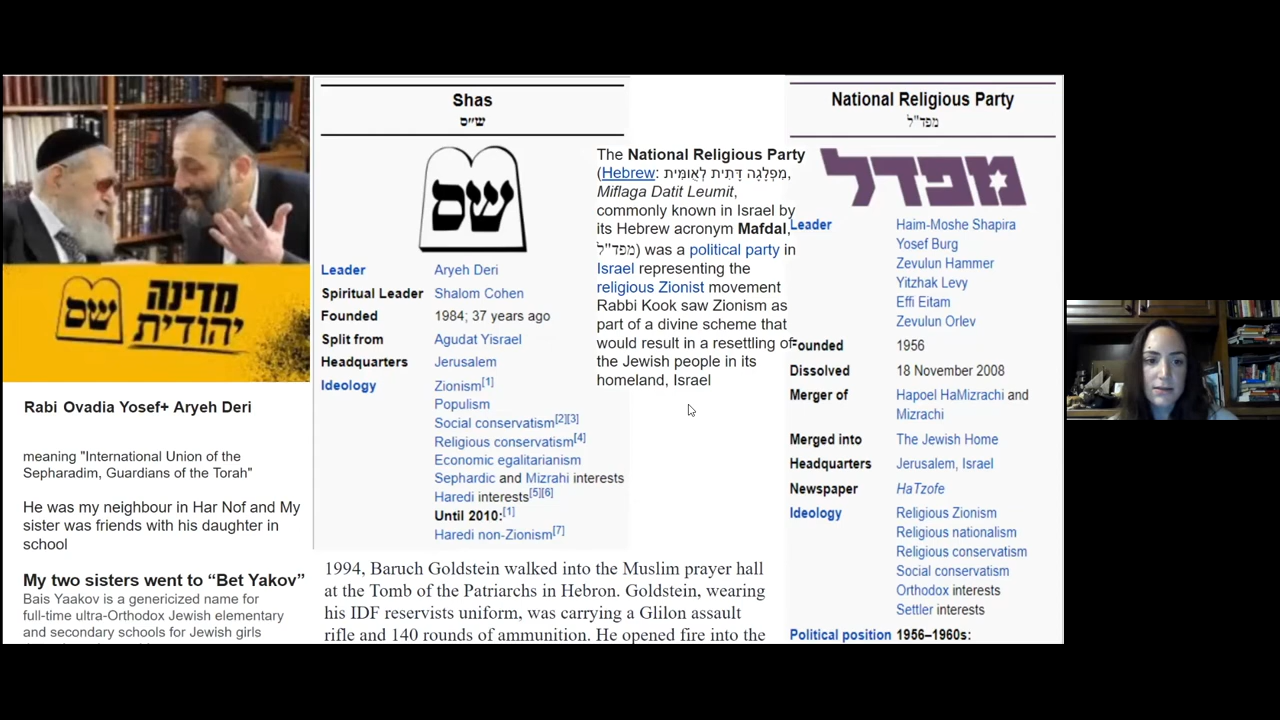 מדינה
יהודית
שס
Rabi Ovadia Yosef+ Aryeh Deri
meaning "International Union of the
Sepharadim, Guardians of the Torah"
He was my neighbour in Har Nof and My
sister was friends with his daughter in
school
My two sisters went to “Bet Yakov”
Bais Yaakov is a genericized name for
full-time ultra-Orthodox Jewish elementary
and secondary schools for Jewish girls
Shas
ש״ס
שס
Leader Aryeh Deri
Spiritual Leader Shalom Cohen
Founded 1984; 37 years ago
Split from Agudat Yisrael
Headquarters Jerusalem
Ideology Zionism[1]
Populism
Social conservatism[2][3]
Religious conservatism[4]
Economic egalitarianism
Sephardic and Mizrahi interests
Haredi interests[5][6]
Until 2010:[1]
Haredi non-Zionism[7]
The National Religious Party
(Hebrew: מִפְלָגָה דָּתִית לְאֻומִּית,
Miflaga Datit Leumit,
commonly known in Israel by
its Hebrew acronym Mafdal,
מפד"ל) was a political party in
Israel representing the
religious Zionist movement
Rabbi Kook saw Zionism as
part of a divine scheme that
would result in a resettling of
the Jewish people in its
homeland, Israel
1994, Baruch Goldstein walked into the Muslim prayer hall
at the Tomb of the Patriarchs in Hebron. Goldstein, wearing
his IDF reservists uniform, was carrying a Glilon assault
rifle and 140 rounds of ammunition. He opened fire into the
National Religious Party
מפד"ל
מפדל
Leader Haim-Moshe Shapira
Yosef Burg
Zevulun Hammer
Yitzhak Levy
Effi Eitam
Zevulun Orlev
Founded 1956
Dissolved 18 November 2008
Merger of Hapoel HaMizrachi and
Mizrachi
Merged into The Jewish Home
Headquarters Jerusalem, Israel
Newspaper HaTzofe
Ideology Religious Zionism
Religious nationalism
Religious conservatism
Social conservatism
Orthodox interests
Settler interests
Political position 1956–1960s: